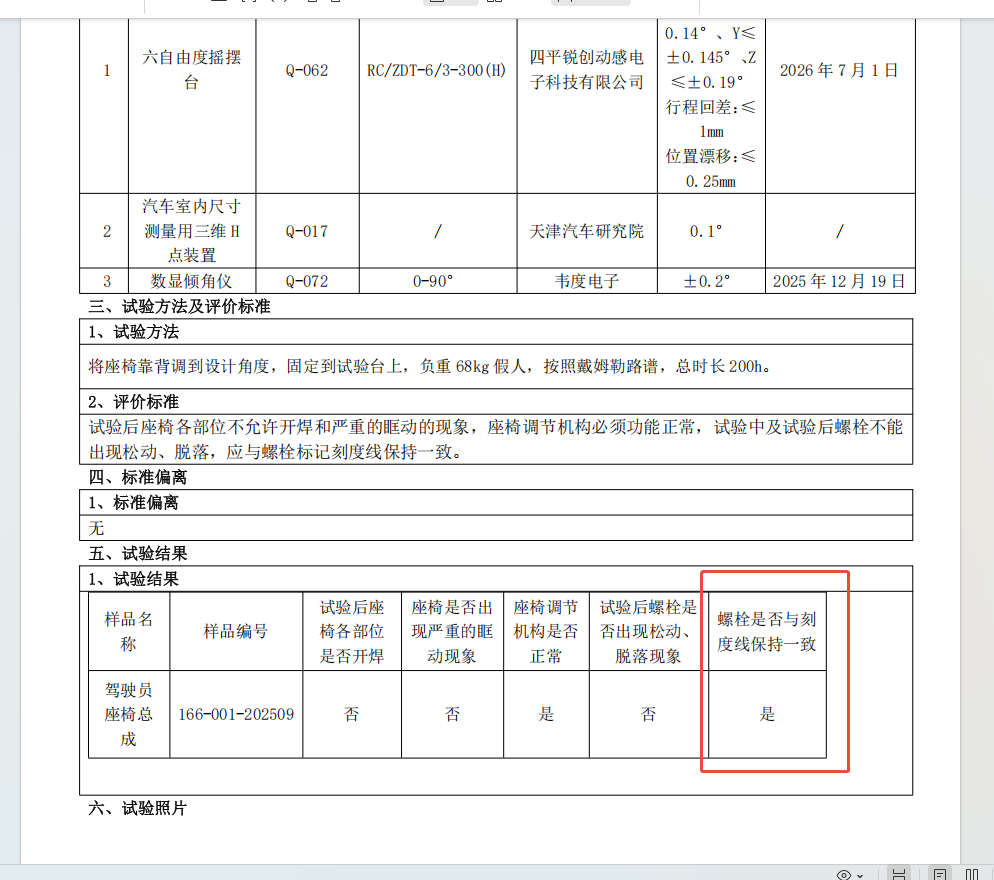 1
六自由度摇摆
台
Q-062
RC/ZDT-6/3-300(H)
四平锐创动感电
子科技有限公司
0.14°、Y≤
±0.145°、Z
≤±0.19°
行程回差:≤
1mm
位置漂移:≤
0.25mm
2026年7月1日
2
汽车室内尺寸
测量用三维H
点装置
Q-017
/
天津汽车研究院
0.1°
/
3
数显倾角仪
Q-072
0-90°
韦度电子
±0.2°
2025年12月19日
三、试验方法及评价标准
1、试验方法
将座椅靠背调到设计角度，固定到试验台上，负重68kg假人，按照戴姆勒路谱，总时长200h。
2、评价标准
试验后座椅各部位不允许开焊和严重的眶动的现象，座椅调节机构必须功能正常，试验中及试验后螺栓不能
出现松动、脱落，应与螺栓标记刻度线保持一致。
四、标准偏离
1、标准偏离
无
五、试验结果
1、试验结果
样品名
称
样品编号
试验后座
椅各部位
是否开焊
座椅是否出
现严重的眶
动现象
座椅调节
机构是否
正常
试验后螺栓是
否出现松动、
脱落现象
螺栓是否与刻
度线保持一致
驾驶员
座椅总
成
166-001-202509
否
否
是
否
是
六、试验照片